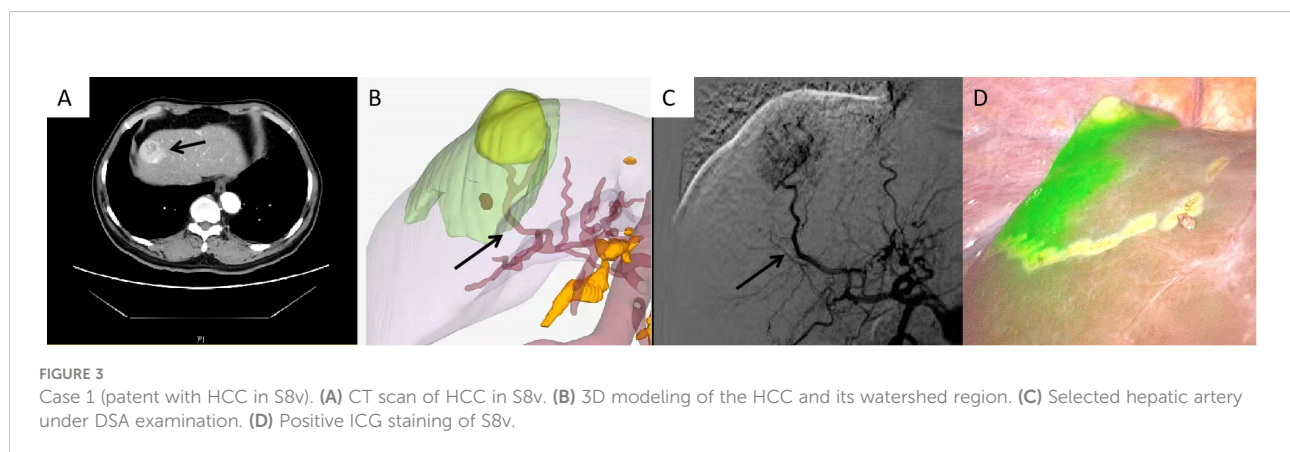 A
B
C
D
FIGURE 3
Case 1 (patent with HCC in S8v). (A) CT scan of HCC in S8v. (B) 3D modeling of the HCC and its watershed region. (C) Selected hepatic artery
under DSA examination. (D) Positive ICG staining of S8v.